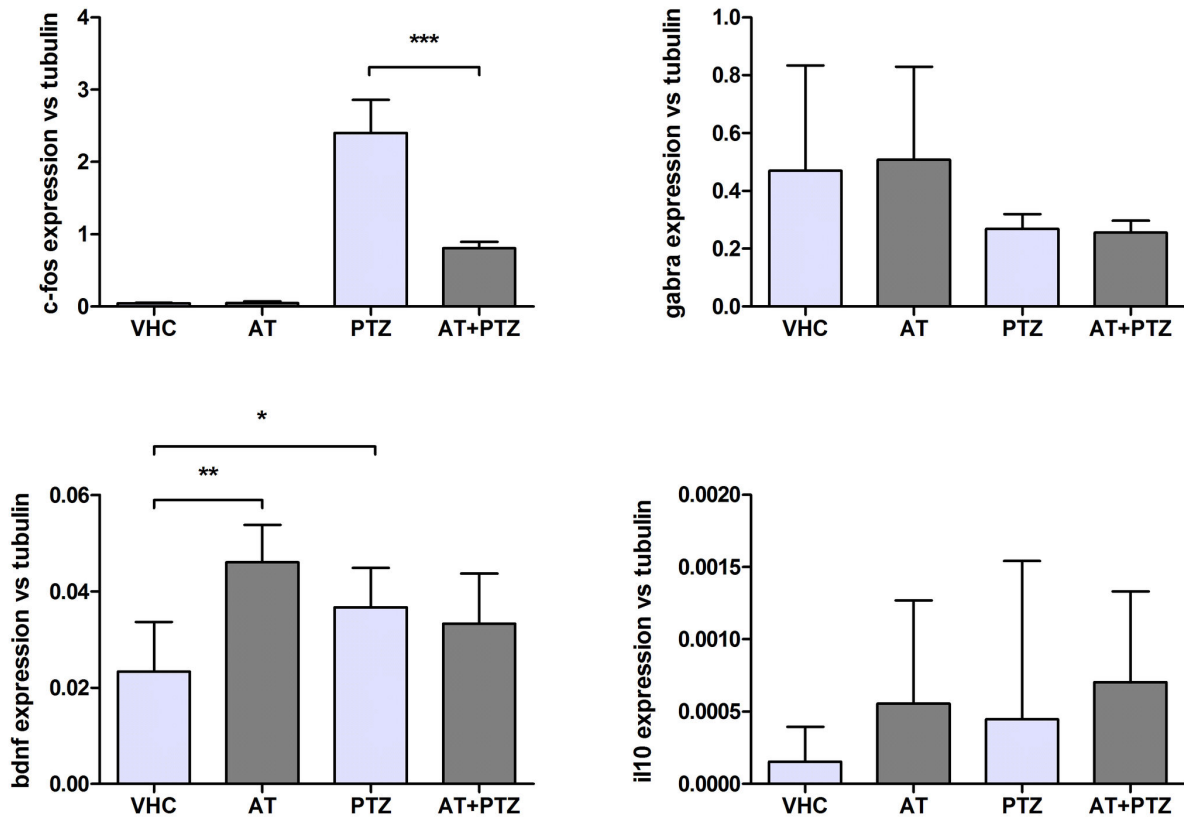 c-fos expression vs tubulin
4
3
2
1
0
***
VHC AT PTZ AT+PTZ
gabra expression vs tubulin
1.0
0.8
0.6
0.4
0.2
0.0
VHC AT PTZ AT+PTZ
bdnf expression vs tubulin
*
**
0.06
0.04
0.02
0.00
VHC AT PTZ AT+PTZ
il10 expression vs tubulin
0.0020
0.0015
0.0010
0.0005
0.0000
VHC AT PTZ AT+PTZ